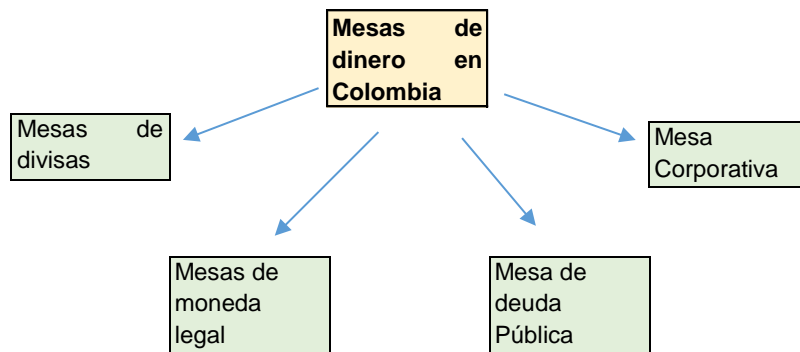 Mesas de
dinero en
Colombia
Mesas de
divisas
Mesa
Corporativa
Mesas de
moneda
legal
Mesa de
deuda
Pública